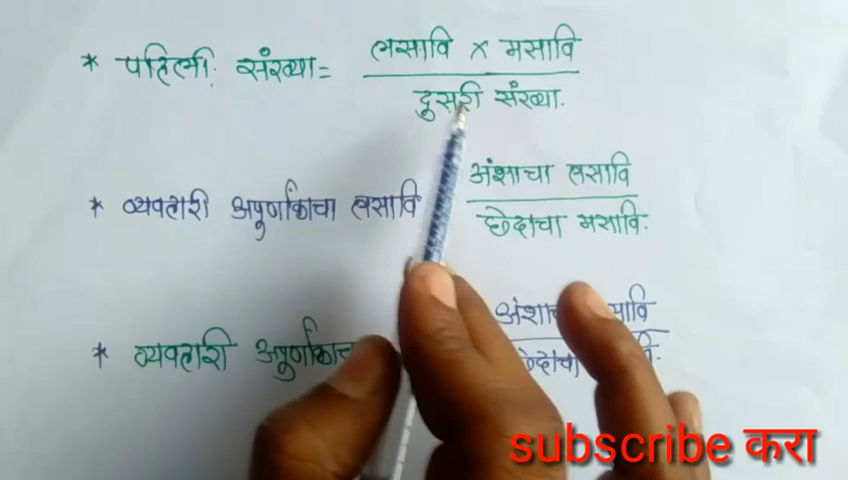 * पहिली संख्या = लसावि × मसावि
दुसरी संख्या.
* व्यवहारी अपूर्णांकाचा लसावि अंशाचा लसावि
छेदाचा मसावि.
* व्यवहारी
subscribe करा